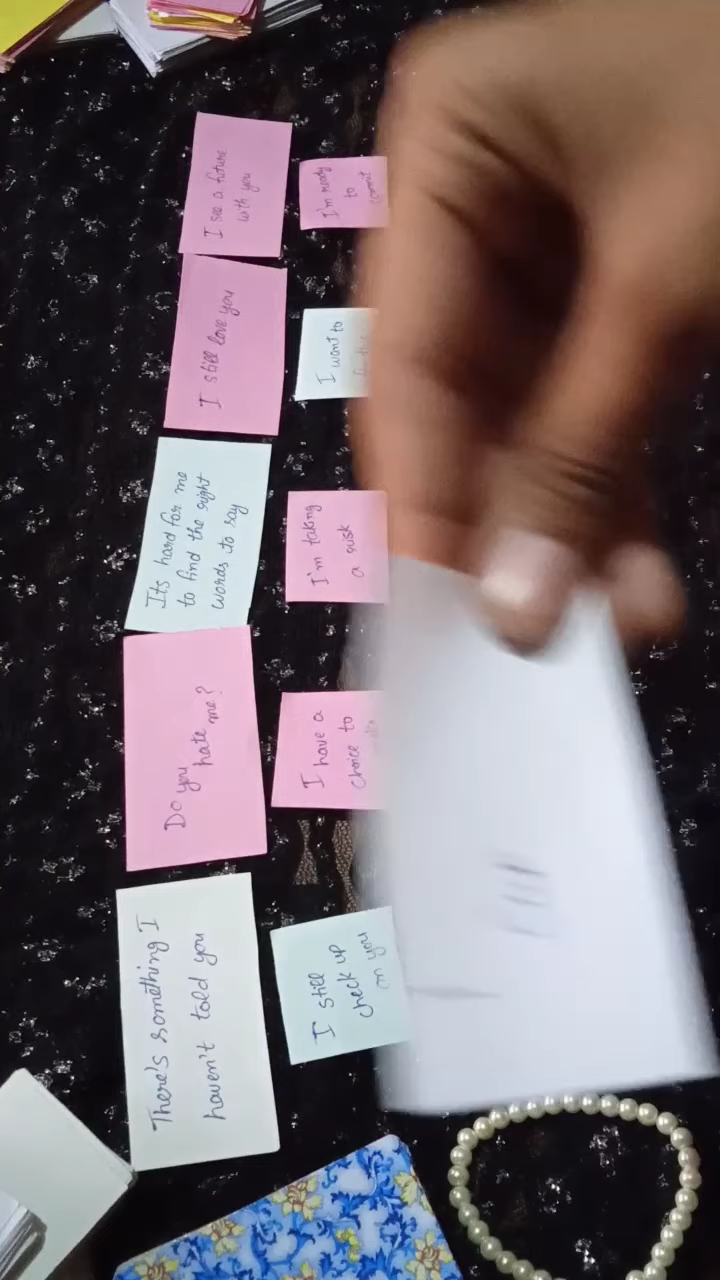 There's something I
haven't told you
Do you
hate me?
Its hard for me
to find the right
words to say
I still love you
I see a future
with you
I still
check up
on you
I have a
choice to
I'm taking
a risk
I want to
I'm ready
to
commit